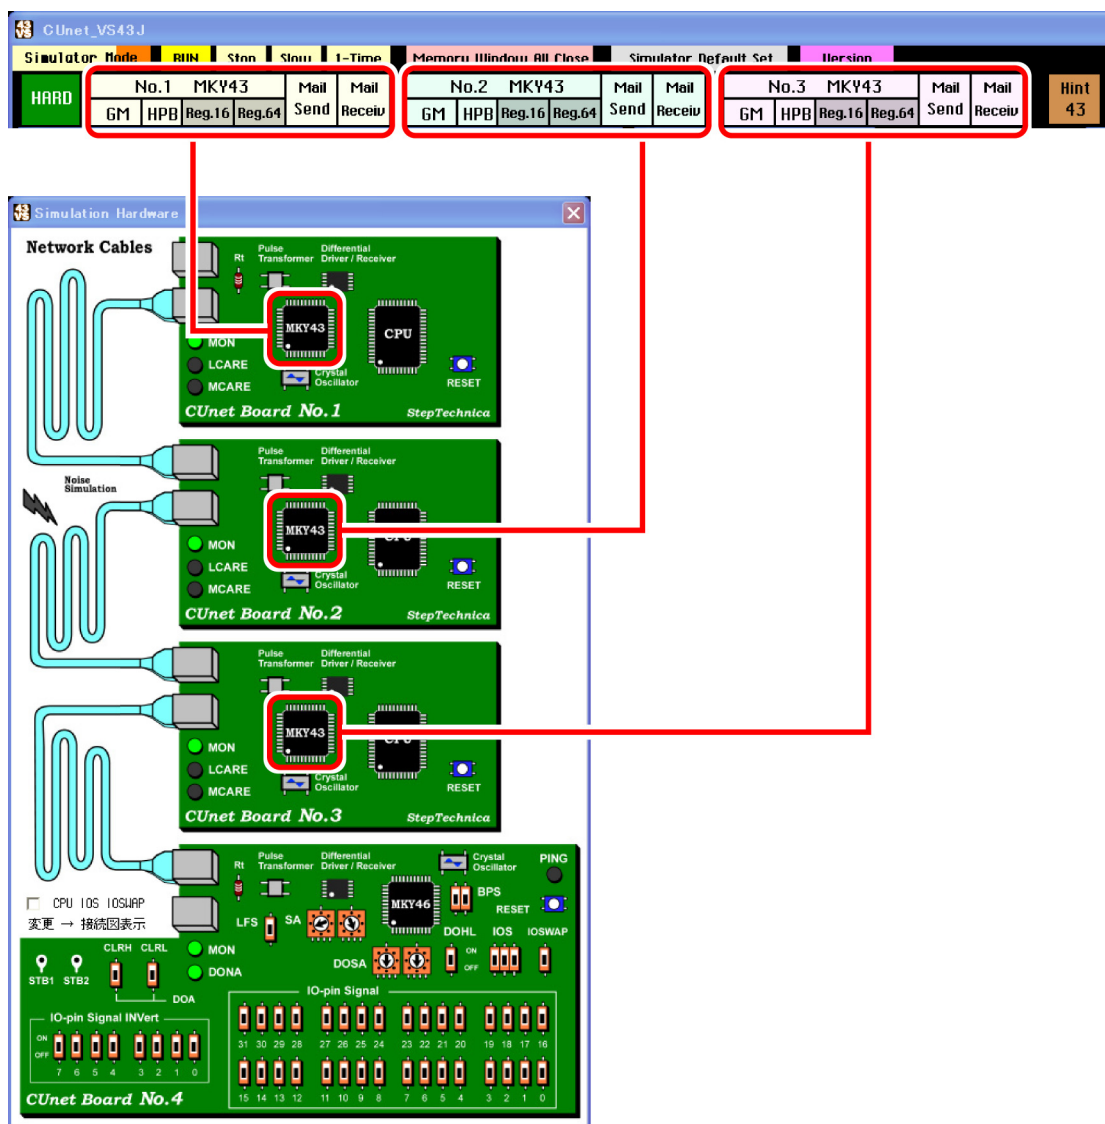 CUnet_VS43J
Simulator Mode RUN Stop Slow 1-Time Memory Window All Close Simulator Default Set Version
HARD
No.1 MKY43 Mail Send Mail Receiv
GM HPB Reg.16 Reg.64
No.2 MKY43 Mail Send Mail Receiv
GM HPB Reg.16 Reg.64
No.3 MKY43 Mail Send Mail Receiv
GM HPB Reg.16 Reg.64
Hint
43
Simulation Hardware
Network Cables
Rt
Pulse
Transformer
Differential
Driver / Receiver
MKY43
CPU
MON
LCARE
MCARE
Crystal
Oscillator
RESET
CUnet Board No.1
StepTechnica
Noise
Simulation
Pulse
Transformer
Differential
Driver / Receiver
MKY43
CPU
MON
LCARE
MCARE
Crystal
Oscillator
RESET
CUnet Board No.2
StepTechnica
Pulse
Transformer
Differential
Driver / Receiver
MKY43
CPU
MON
LCARE
MCARE
Crystal
Oscillator
RESET
CUnet Board No.3
StepTechnica
Rt
Pulse
Transformer
Differential
Driver / Receiver
Crystal
Oscillator
PING
MKY46
BPS
RESET
CPU IOS IOSWAP
変更 → 接続図表示
LFS
SA
DOHL
IOS
IOSWAP
ON
OFF
MON
DONA
DOSA
STB1 STB2
CLRH CLRL
DOA
IO-pin Signal
31 30 29 28 27 26 25 24 23 22 21 20 19 18 17 16
15 14 13 12 11 10 9 8 7 6 5 4 3 2 1 0
IO-pin Signal INVert
ON
OFF
7 6 5 4 3 2 1 0
CUnet Board No.4